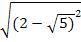 √((2 − √5)²)